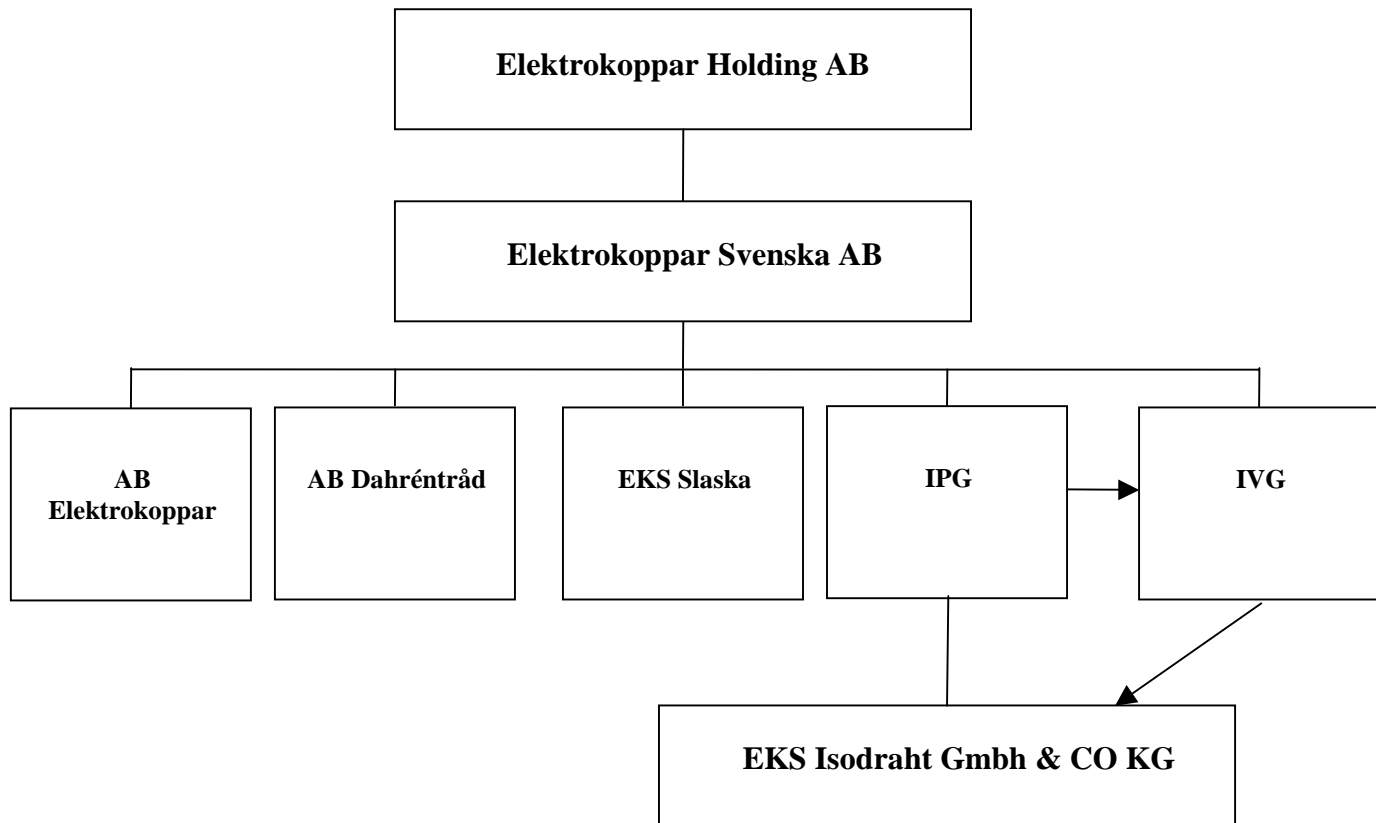 Elektrokoppar Holding AB
Elektrokoppar Svenska AB
AB
Elektrokoppar
AB Dahréntråd
EKS Slaska
IPG
IVG
EKS Isodraht Gmbh & CO KG